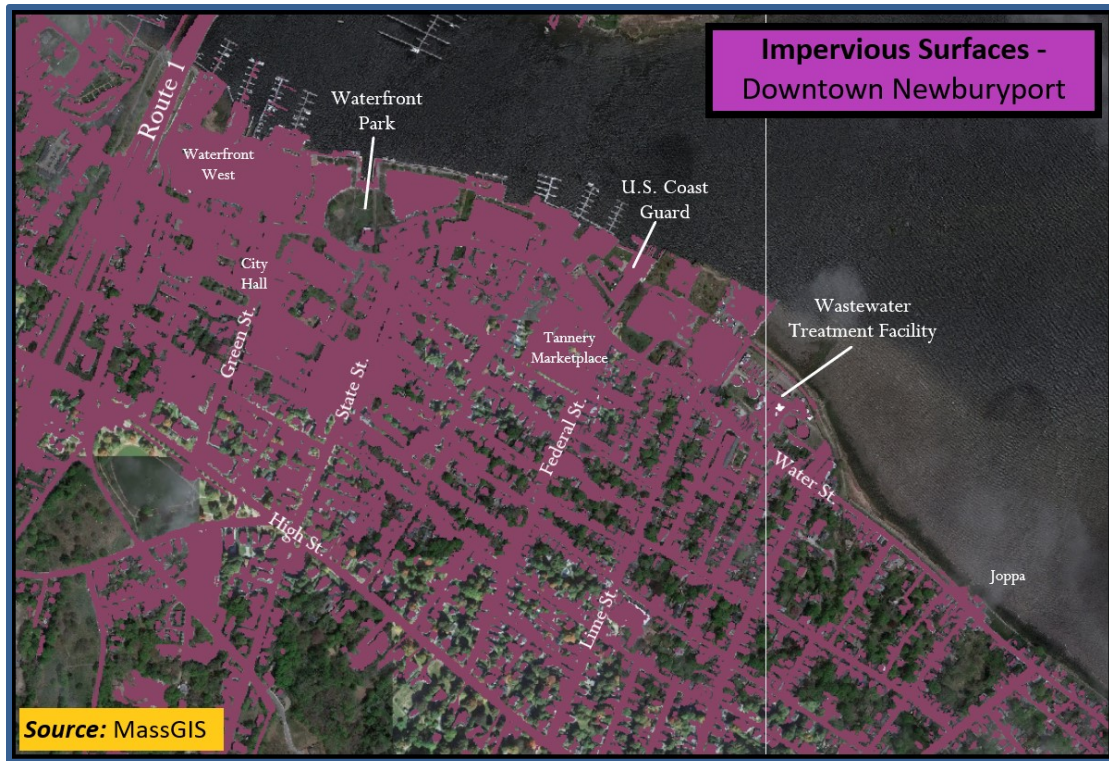 Impervious Surfaces -
Downtown Newburyport
Route 1
Waterfront
Park
Waterfront
West
U.S. Coast
Guard
City
Hall
Green St.
State St.
Tannery
Marketplace
Wastewater
Treatment Facility
Federal St.
Water St.
High St.
Lime St.
Joppa
Source: MassGIS